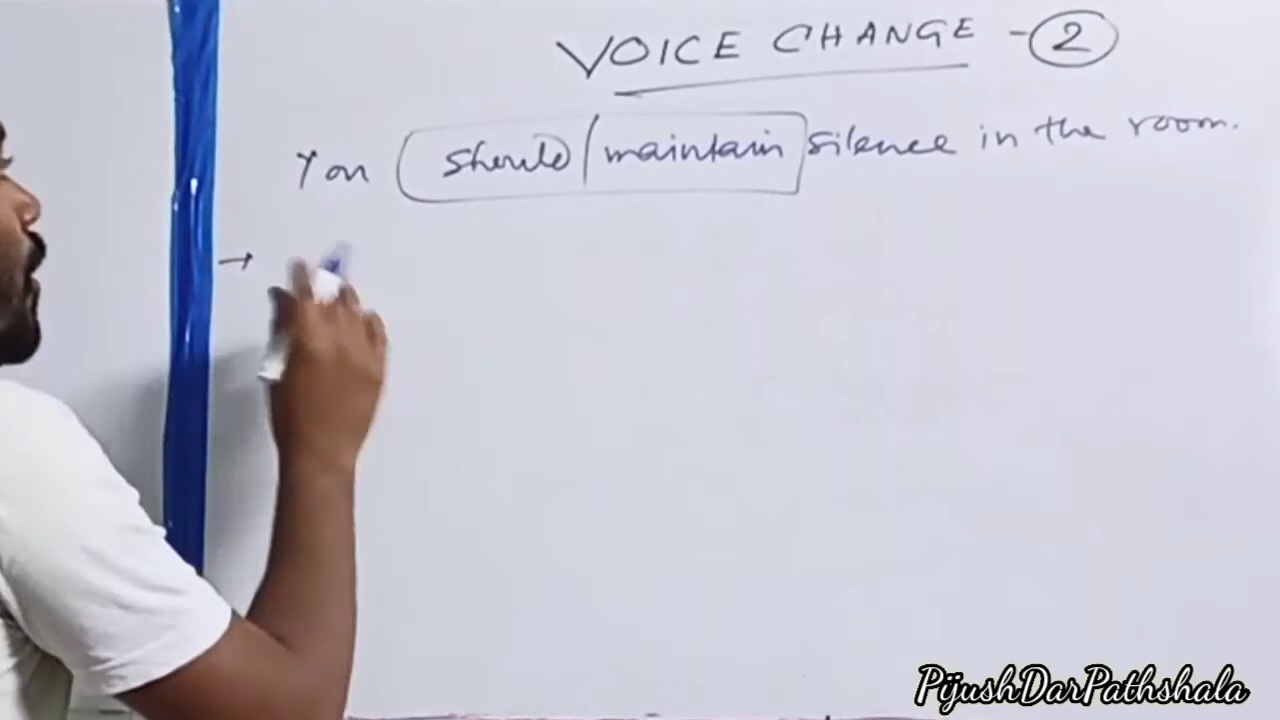 VOICE CHANGE - 2
You should / maintain silence in the room.
→
PijushDarPathshala